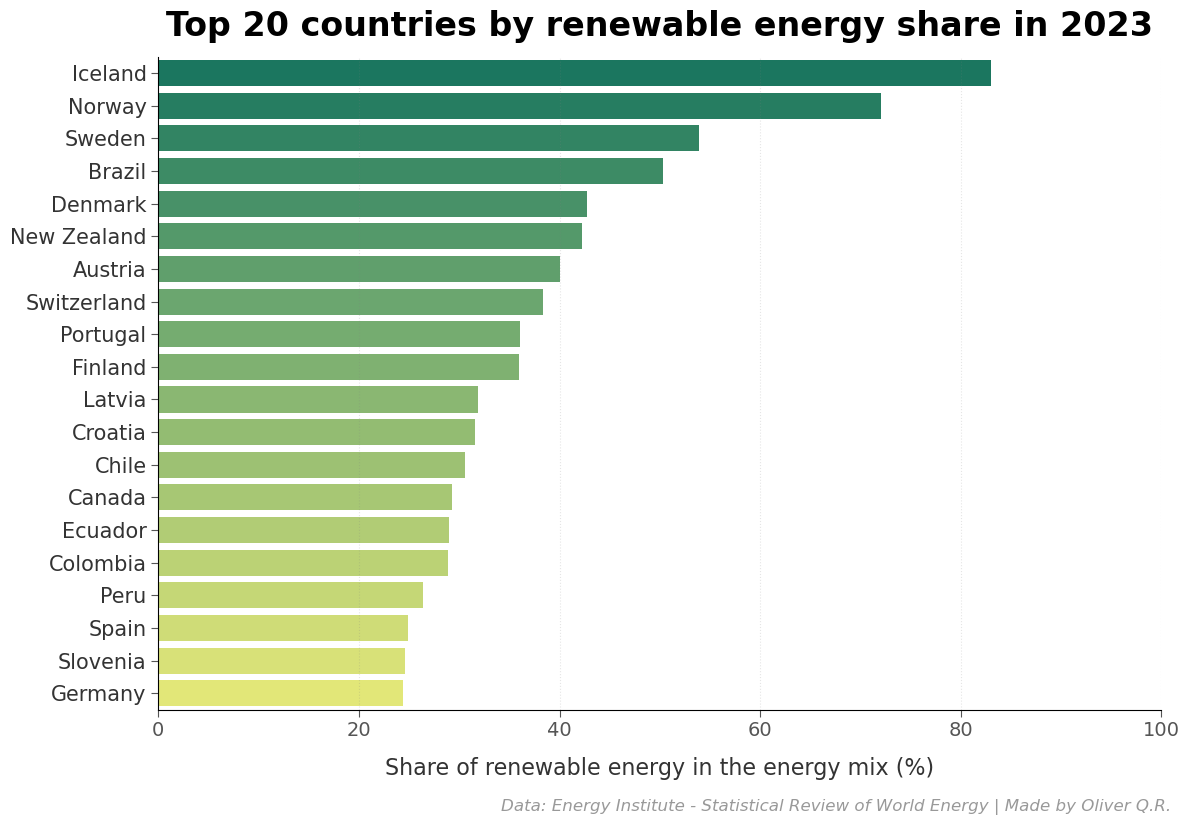 Top 20 countries by renewable energy share in 2023
Iceland
Norway
Sweden
Brazil
Denmark
New Zealand
Austria
Switzerland
Portugal
Finland
Latvia
Croatia
Chile
Canada
Ecuador
Colombia
Peru
Spain
Slovenia
Germany
0 20 40 60 80 100
Share of renewable energy in the energy mix (%)
Data: Energy Institute - Statistical Review of World Energy | Made by Oliver Q.R.